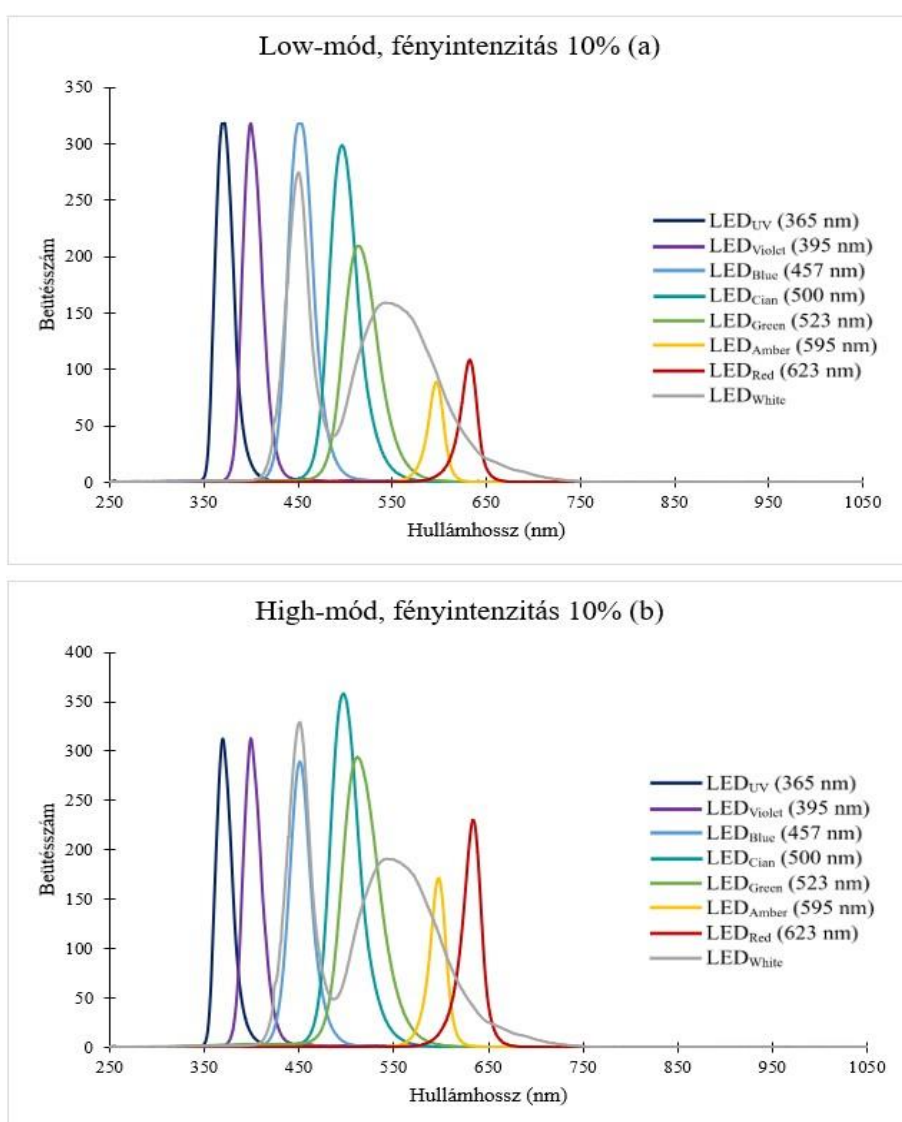 Low-mód, fényintenzitás 10% (a)
350
300
250
200
150
100
50
0
Beütésszám
250 350 450 550 650 750 850 950 1050
Hullámhossz (nm)
LEDUV (365 nm)
LEDViolet (395 nm)
LEDBlue (457 nm)
LEDCian (500 nm)
LEDGreen (523 nm)
LEDAmber (595 nm)
LEDRed (623 nm)
LEDWhite
High-mód, fényintenzitás 10% (b)
400
350
300
250
200
150
100
50
0
Beütésszám
250 350 450 550 650 750 850 950 1050
Hullámhossz (nm)
LEDUV (365 nm)
LEDViolet (395 nm)
LEDBlue (457 nm)
LEDCian (500 nm)
LEDGreen (523 nm)
LEDAmber (595 nm)
LEDRed (623 nm)
LEDWhite